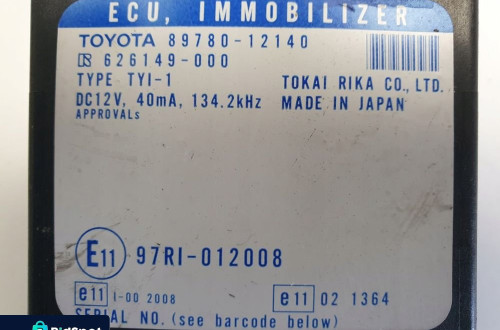 ECU, IMMOBILIZER
TOYOTA 89780-12140
626149-000
TYPE TYI-1 TOKAI RIKA CO., LTD.
DC12V, 40mA, 134.2kHz MADE IN JAPAN
APPROVALs
E11 97RI-012008
e11 I-00 2008 e11 02 1364
SERIAL NO. (see barcode below)
BidSpot